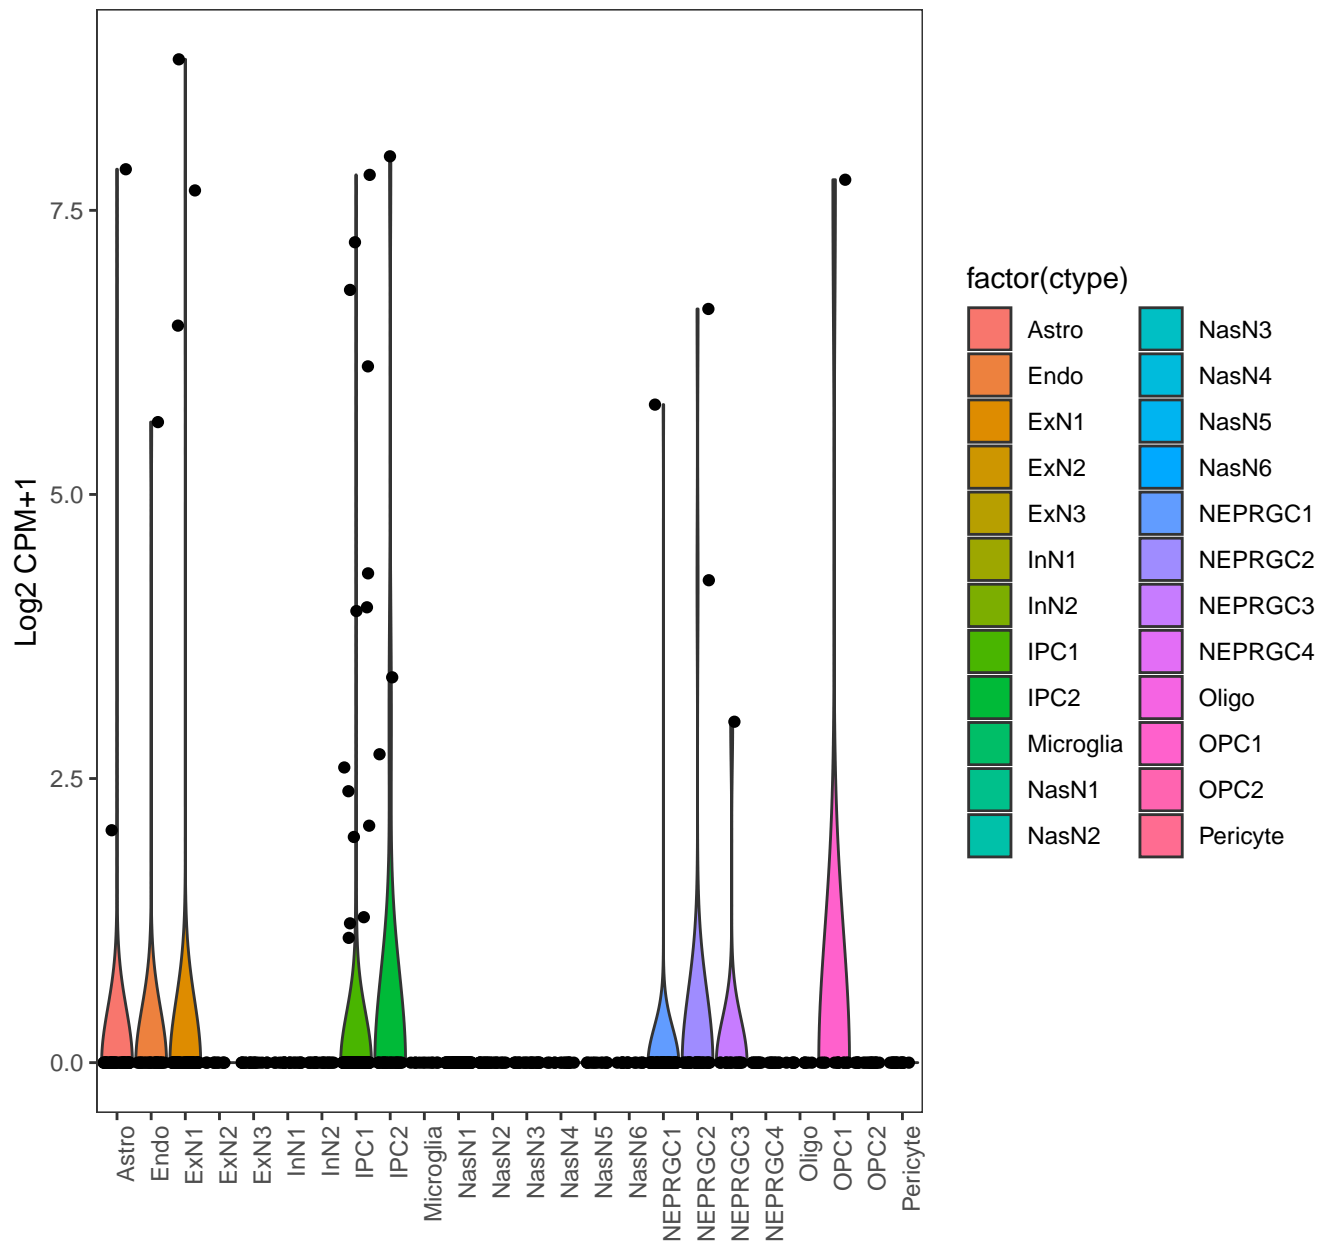 Log2 CPM+1
7.5
5.0
2.5
0.0
Astro
Endo
ExN1
ExN2
ExN3
InN1
InN2
IPC1
IPC2
Microglia
NasN1
NasN2
NasN3
NasN4
NasN5
NasN6
NEPRGC1
NEPRGC2
NEPRGC3
NEPRGC4
Oligo
OPC1
OPC2
Pericyte
factor(ctype)
Astro
Endo
ExN1
ExN2
ExN3
InN1
InN2
IPC1
IPC2
Microglia
NasN1
NasN2
NasN3
NasN4
NasN5
NasN6
NEPRGC1
NEPRGC2
NEPRGC3
NEPRGC4
Oligo
OPC1
OPC2
Pericyte